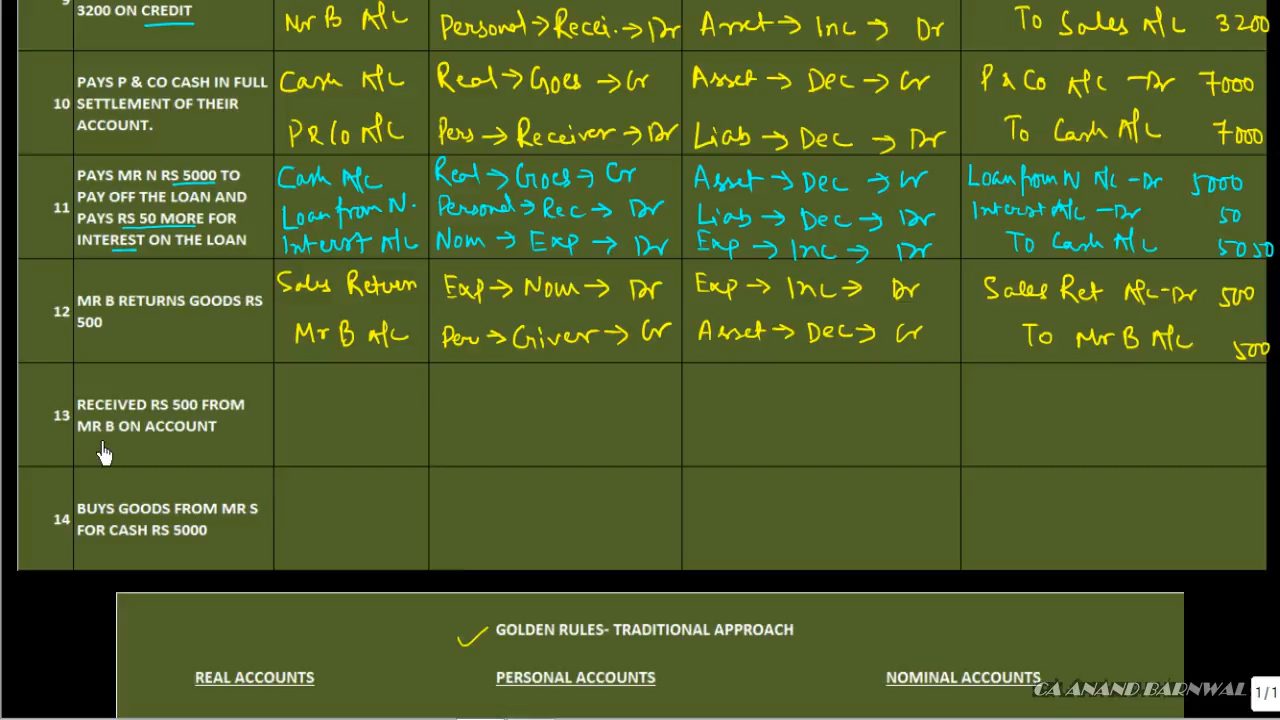 9
3200 ON CREDIT Mr B A/c Personal → Recei. → Dr Asset → Inc → Dr To Sales A/c 3200
PAYS P & CO CASH IN FULL Cash A/c Real → Goes → Cr Asset → Dec → Cr P & Co A/c - Dr 7000
10 SETTLEMENT OF THEIR
ACCOUNT. P & Co A/c Pers → Receiver → Dr Liab → Dec → Dr To Cash A/c 7000
PAYS MR N RS 5000 TO Cash A/c Real → Goes → Cr Asset → Dec → Cr Loan from N A/c - Dr 5000
PAY OFF THE LOAN AND
11 PAYS RS 50 MORE FOR Loan from N. Personal → Rec → Dr Liab → Dec → Dr Interst A/c - Dr 50
INTEREST ON THE LOAN Interst A/c Nom → Exp → Dr Exp → Inc → Dr To Cash A/c 5050
Sales Return Exp → Nom → Dr Exp → Inc → Dr Sales Ret A/c - Dr 500
MR B RETURNS GOODS RS
12
500 Mr B A/c Per → Giver → Cr Asset → Dec → Cr To Mr B A/c 500
RECEIVED RS 500 FROM
13
MR B ON ACCOUNT
BUYS GOODS FROM MR S
14
FOR CASH RS 5000
GOLDEN RULES- TRADITIONAL APPROACH
REAL ACCOUNTS PERSONAL ACCOUNTS NOMINAL ACCOUNTS
CA ANAND BARNWAL 1/1